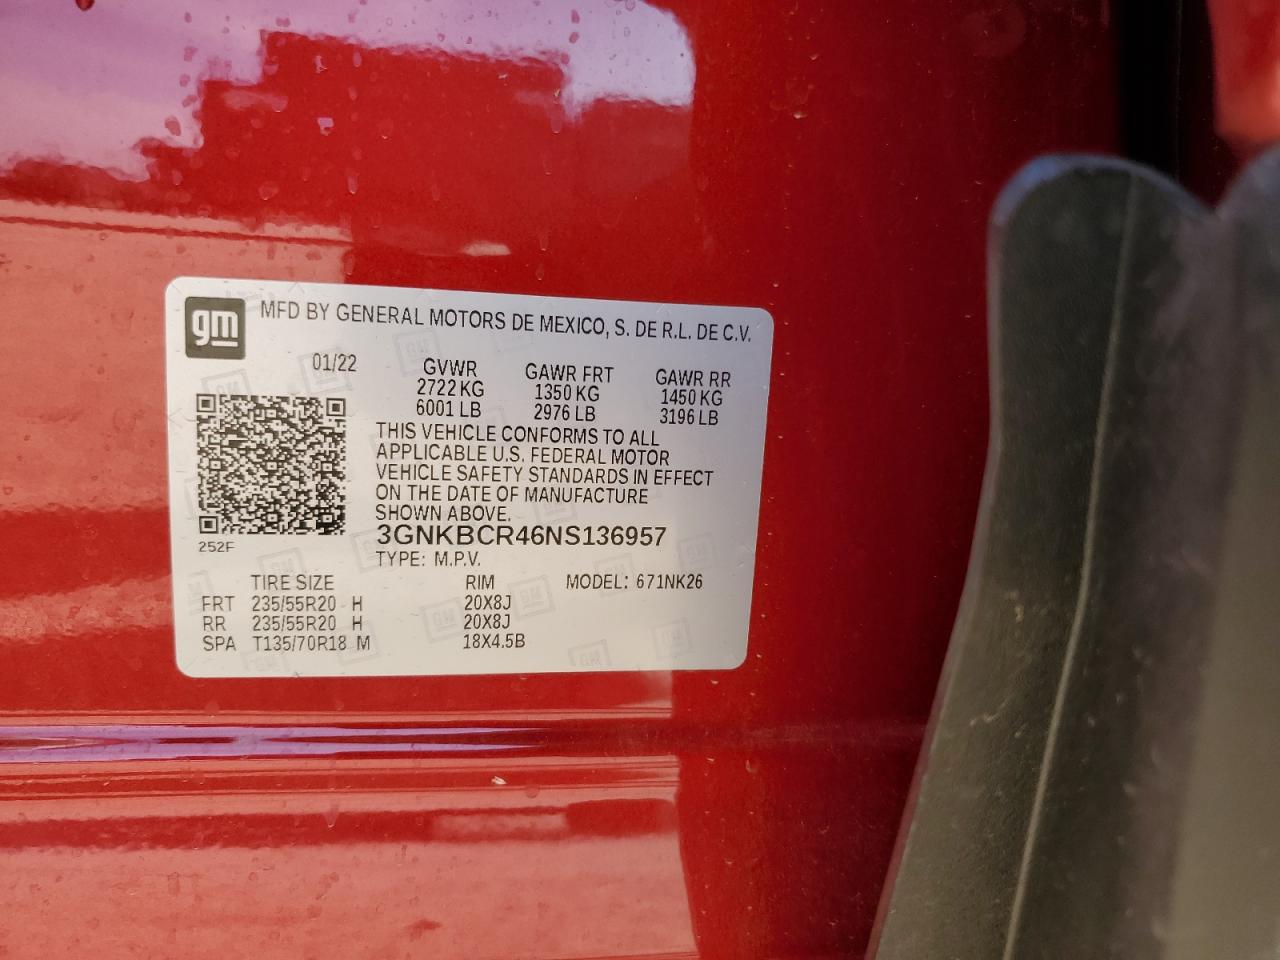 gm
MFD BY GENERAL MOTORS DE MEXICO, S. DE R.L. DE C.V.
01/22 GVWR GAWR FRT GAWR RR
2722 KG 1350 KG 1450 KG
6001 LB 2976 LB 3196 LB
THIS VEHICLE CONFORMS TO ALL
APPLICABLE U.S. FEDERAL MOTOR
VEHICLE SAFETY STANDARDS IN EFFECT
ON THE DATE OF MANUFACTURE
SHOWN ABOVE.
3GNKBCR46NS136957
252F
TYPE: M.P.V.
TIRE SIZE RIM MODEL: 671NK26
FRT 235/55R20 H 20X8J
RR 235/55R20 H 20X8J
SPA T135/70R18 M 18X4.5B